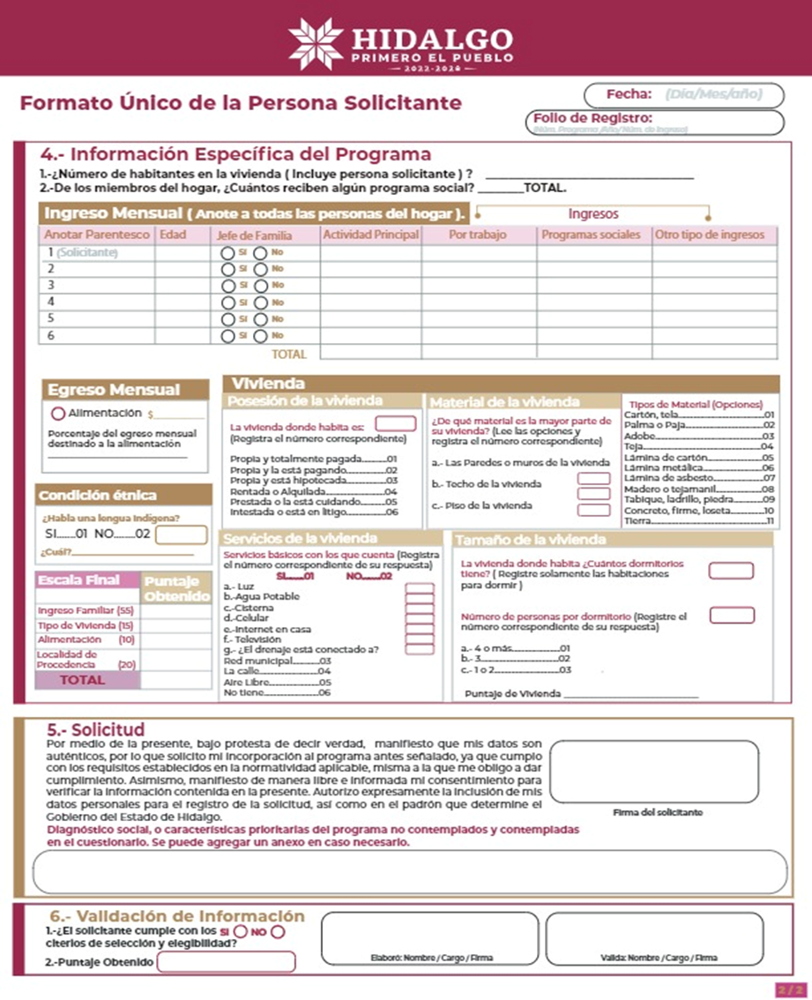 HIDALGO
PRIMERO EL PUEBLO
2022-2028
Formato Único de la Persona Solicitante
Fecha: (Día/Mes/año)
Folio de Registro:
(Núm. Programa /Año/ Núm. de Ingreso)
4.- Información Específica del Programa
1.-¿Número de habitantes en la vivienda ( Incluye persona solicitante ) ? ____________
2.-De los miembros del hogar, ¿Cuántos reciben algún programa social? _______TOTAL.
Ingreso Mensual ( Anote a todas las personas del hogar ).
Ingresos
Anotar Parentesco Edad Jefe de Familia Actividad Principal Por trabajo Programas sociales Otro tipo de ingresos
1 (Solicitante) SI No
2 SI No
3 SI No
4 SI No
5 SI No
6 SI No
TOTAL
Egreso Mensual
Alimentación $________
Porcentaje del egreso mensual
destinado a la alimentación
____________________
Condición étnica
¿Habla una lengua indígena?
SI......01 NO.......02
¿Cuál?____________________
Escala Final Puntaje
Obtenido
Ingreso Familiar (55)
Tipo de Vivienda (15)
Alimentación (10)
Localidad de
Procedencia (20)
TOTAL
Vivienda
Posesión de la vivienda
La vivienda donde habita es:
(Registra el número correspondiente)
Propia y totalmente pagada..........01
Propia y la está pagando..........02
Propia y está hipotecada..........03
Rentada o Alquilada..........04
Prestada o la está cuidando..........05
Intestada o está en litigo..........06
Material de la vivienda
¿De qué material es la mayor parte de
su vivienda? (Lee las opciones y
registra el número correspondiente)
a.- Las Paredes o muros de la vivienda
b.- Techo de la vivienda
c.- Piso de la vivienda
Tipos de Material (Opciones)
Cartón, tela..........01
Palma o Paja..........02
Adobe..........03
Teja..........04
Lámina de cartón..........05
Lámina metálica..........06
Lámina de asbesto..........07
Madero o tejamanil..........08
Tabique, ladrillo, piedra..........09
Concreto, firme, loseta..........10
Tierra..........11
Servicios de la vivienda
Servicios básicos con los que cuenta (Registra
el número correspondiente de su respuesta)
SI.......01 NO.......02
a.- Luz
b.-Agua Potable
c.-Cisterna
d.-Celular
e.-Internet en casa
f.- Televisión
g.- ¿El drenaje está conectado a?
Red municipal..........03
La calle..........04
Aire Libre..........05
No tiene..........06
Tamaño de la vivienda
La vivienda donde habita ¿Cuántos dormitorios
tiene? ( Registre solamente las habitaciones
para dormir )
Número de personas por dormitorio (Registre el
número correspondiente de su respuesta)
a.- 4 o más..........01
b.- 3..........02
c.- 1 o 2..........03
Puntaje de Vivienda ____________________
5.- Solicitud
Por medio de la presente, bajo protesta de decir verdad, manifiesto que mis datos son
auténticos, por lo que solicito mi incorporación al programa antes señalado, ya que cumplo
con los requisitos establecidos en la normatividad aplicable, misma a la que me obligo a dar
cumplimiento. Asimismo, manifiesto de manera libre e informada mi consentimiento para
verificar la información contenida en la presente. Autorizo expresamente la inclusión de mis
datos personales para el registro de la solicitud, así como en el padrón que determine el
Gobierno del Estado de Hidalgo.
Firma del solicitante
Diagnóstico social, o características prioritarias del programa no contemplados y contempladas
en el cuestionario. Se puede agregar un anexo en caso necesario.
6.- Validación de Información
1.-¿El solicitante cumple con los SI NO
citerios de selección y elegebilidad?
2.-Puntaje Obtenido
Elaboró: Nombre / Cargo / Firma
Valida: Nombre / Cargo / Firma
2 / 2